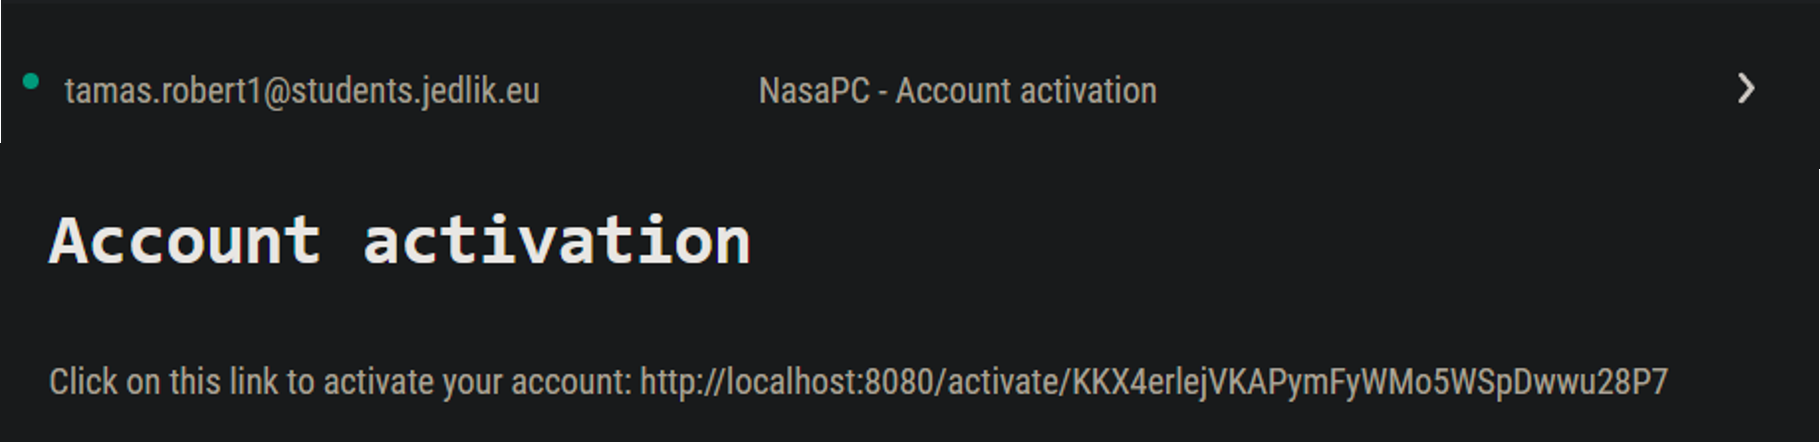 tamas.robert1@students.jedlik.eu NasaPC - Account activation
Account activation
Click on this link to activate your account: http://localhost:8080/activate/KKX4erlejVKAPymFyWMo5WSpDwwu28P7